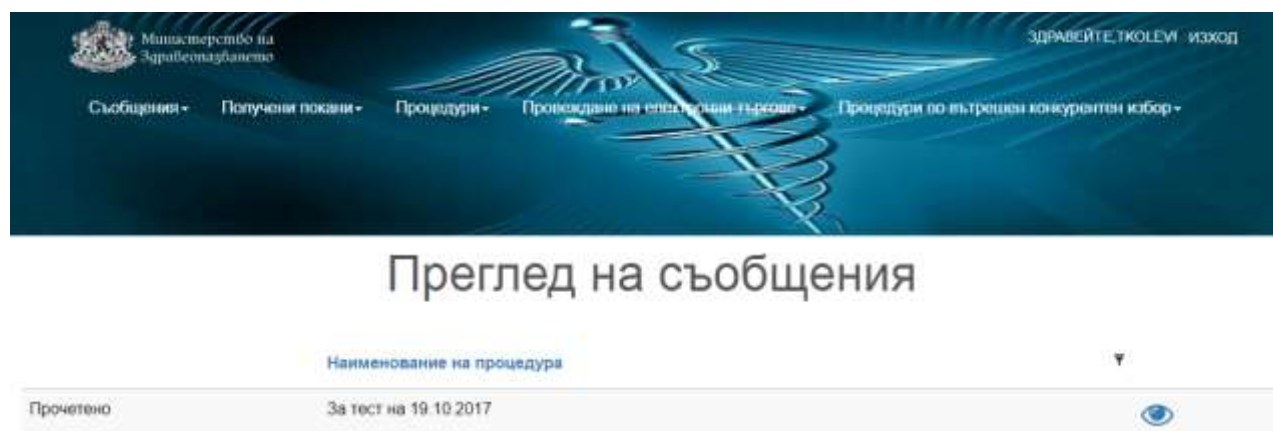 Министерство на
Здравеопазването
ЗДРАВЕЙТЕ,TKOLEV! ИЗХОД
Съобщения Получени покани Процедури Провеждане на електронни търгове Процедури по вътрешен конкурентен избор
Преглед на съобщения
Наименование на процедура
Прочетено За тест на 19.10.2017